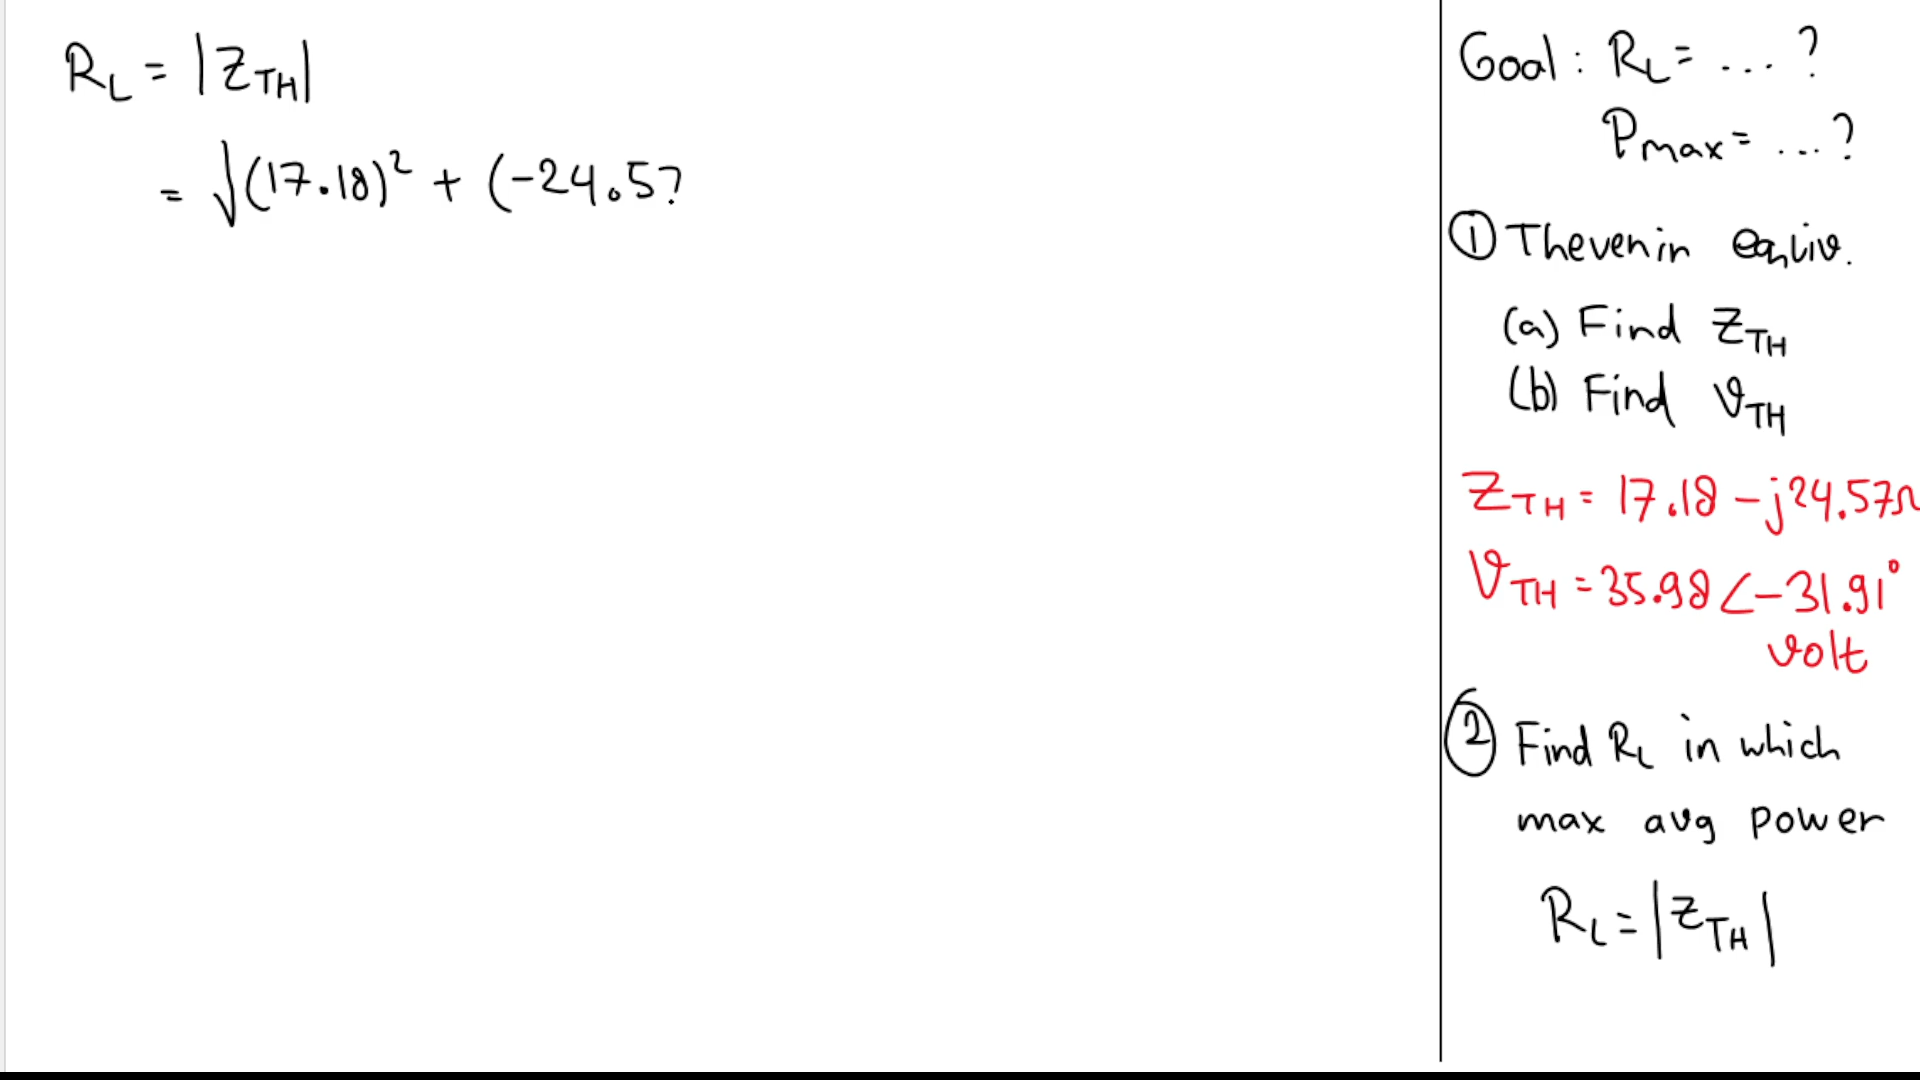 R_L = |Z_TH|
= √(17.18)² + (-24.5?
Goal : R_L = ... ?
P_max = ... ?
① Thevenin equiv.
(a) Find Z_TH
(b) Find V_TH
Z_TH = 17.18 - j24.57Ω
V_TH = 35.98∠-31.91°
volt
② Find R_L in which
max avg power
R_L = |Z_TH|